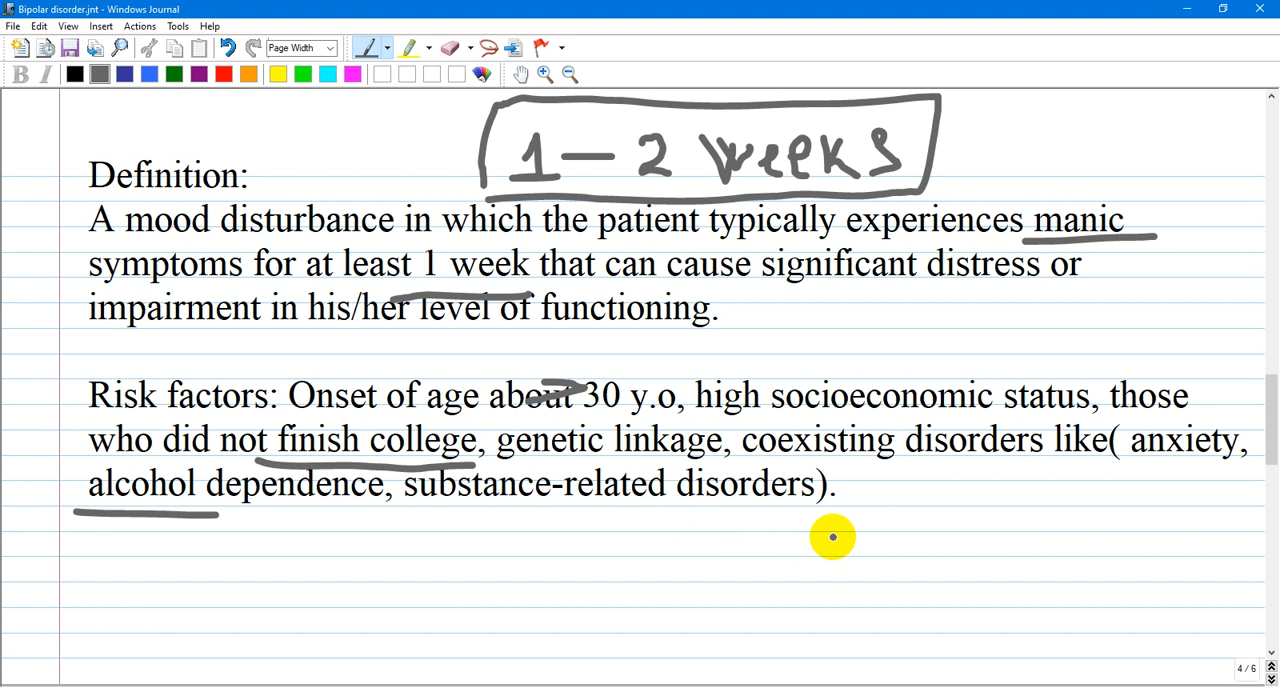 Bipolar disorder.jnt - Windows Journal
File Edit View Insert Actions Tools Help
Page Width
B I
1 – 2 weeks
Definition:
A mood disturbance in which the patient typically experiences manic
symptoms for at least 1 week that can cause significant distress or
impairment in his/her level of functioning.
Risk factors: Onset of age about 30 y.o, high socioeconomic status, those
who did not finish college, genetic linkage, coexisting disorders like( anxiety,
alcohol dependence, substance-related disorders).
4 / 6